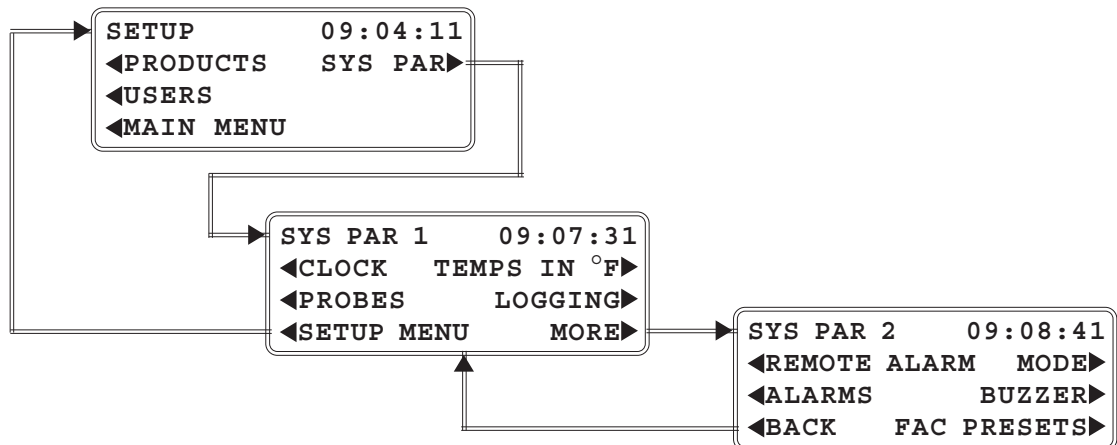 SETUP 09:04:11
◀PRODUCTS SYS PAR▶
◀USERS
◀MAIN MENU
SYS PAR 1 09:07:31
◀CLOCK TEMPS IN °F▶
◀PROBES LOGGING▶
◀SETUP MENU MORE▶
SYS PAR 2 09:08:41
◀REMOTE ALARM MODE▶
◀ALARMS BUZZER▶
◀BACK FAC PRESETS▶